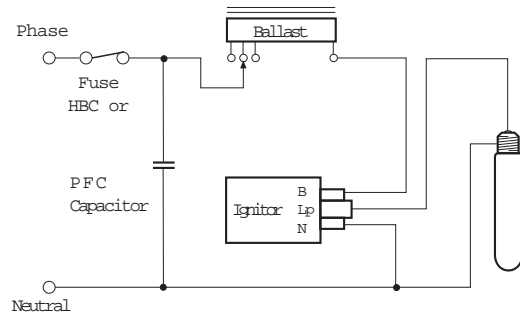 Phase
Ballast
Fuse
HBC or
PFC
Capacitor
Ignitor
B
Lp
N
Neutral